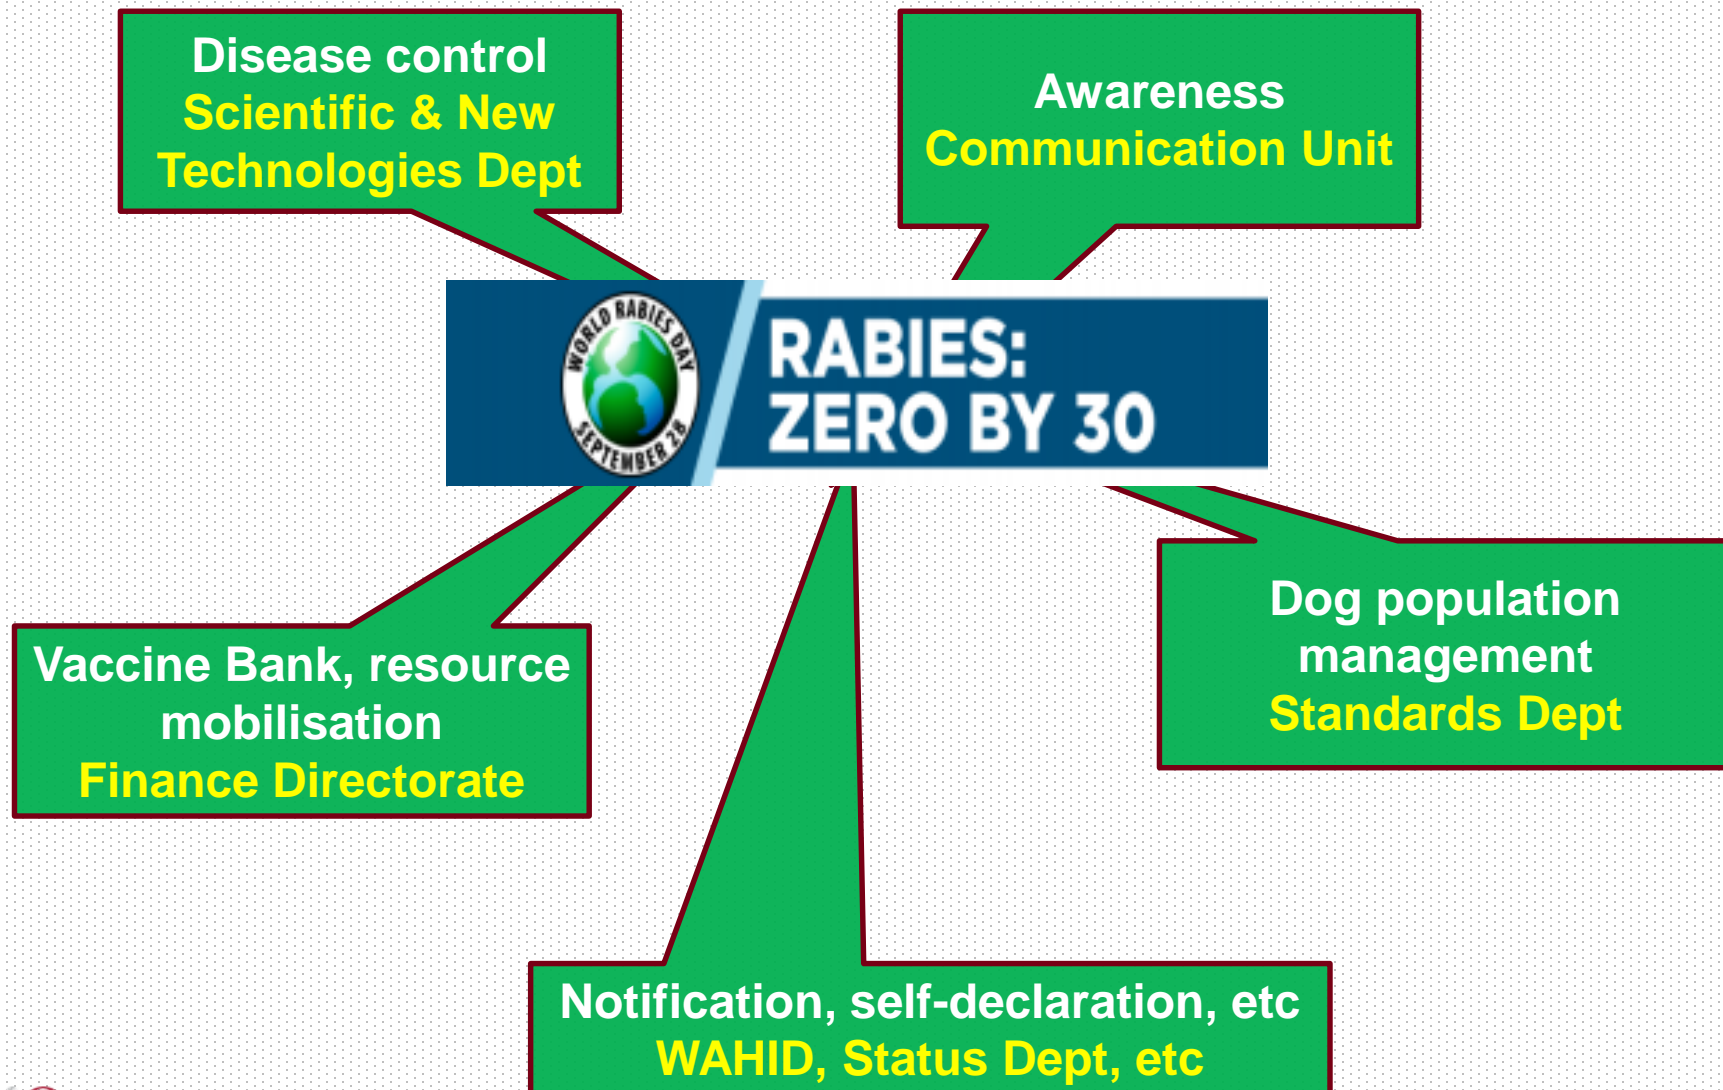 Disease control
Scientific & New
Technologies Dept
Awareness
Communication Unit
WORLD RABIES DAY
SEPTEMBER 28
RABIES:
ZERO BY 30
Vaccine Bank, resource
mobilisation
Finance Directorate
Dog population
management
Standards Dept
Notification, self-declaration, etc
WAHID, Status Dept, etc